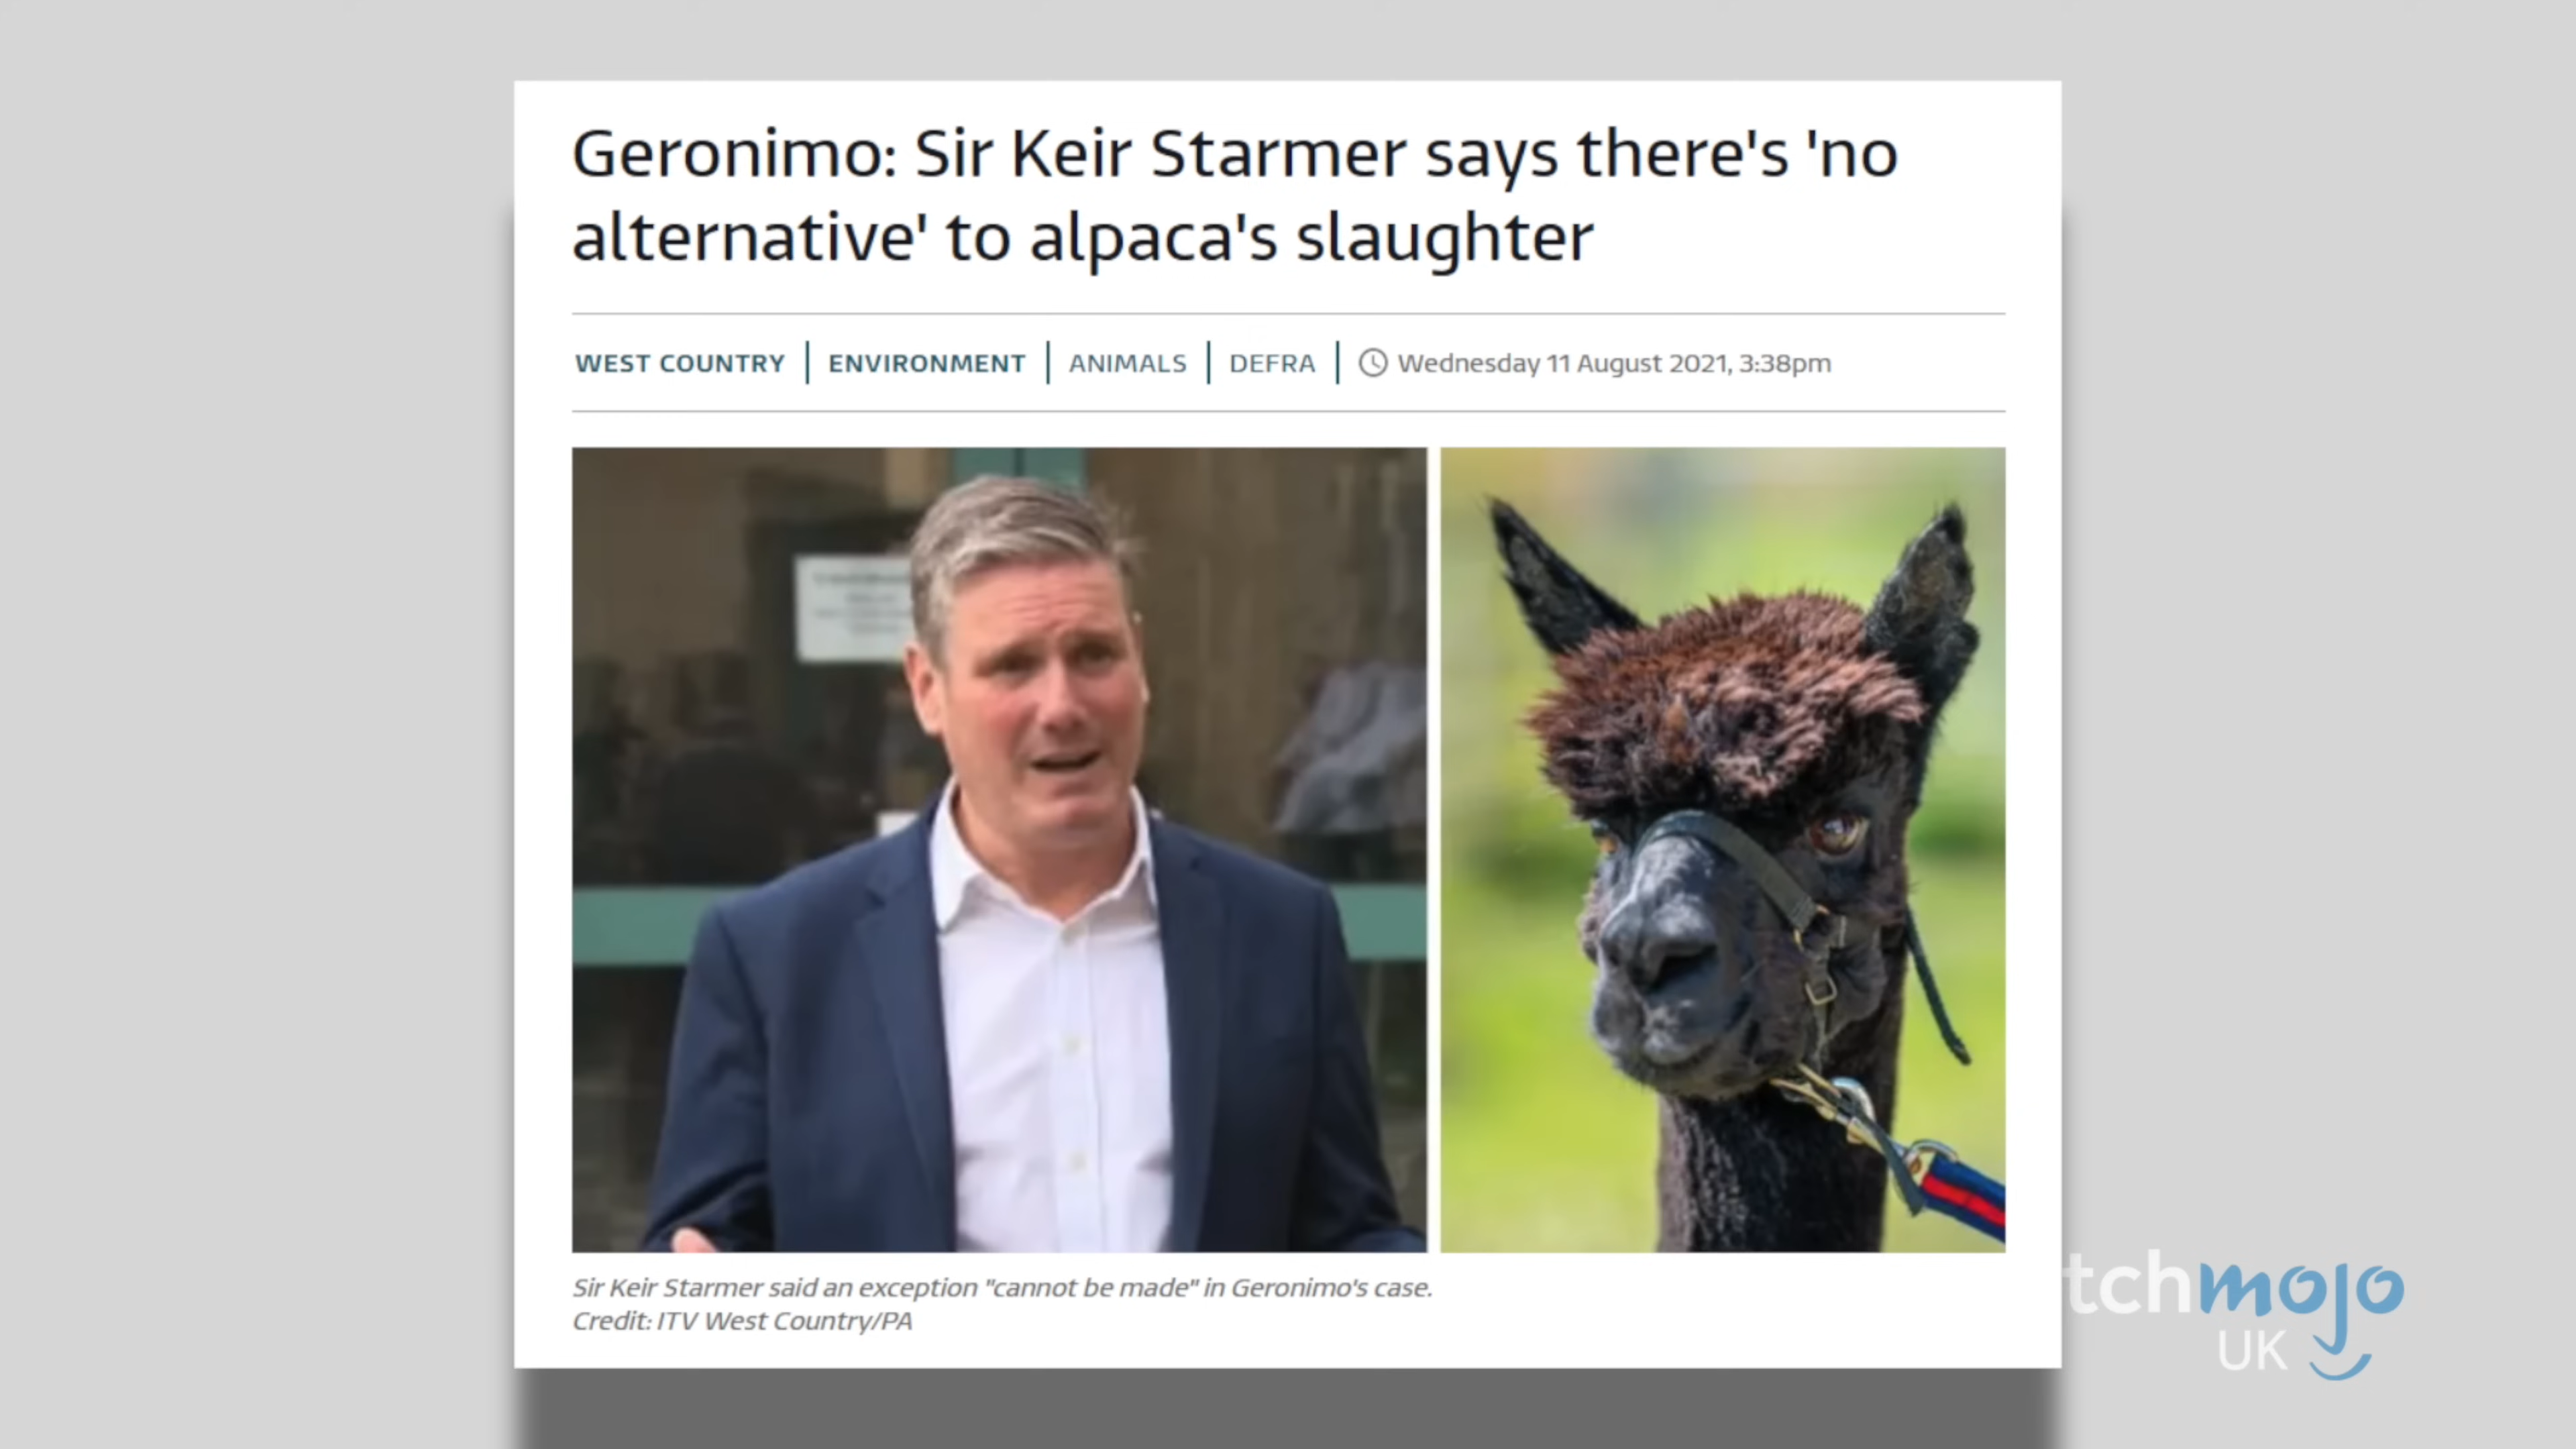 Geronimo: Sir Keir Starmer says there's 'no
alternative' to alpaca's slaughter
WEST COUNTRY | ENVIRONMENT | ANIMALS | DEFRA | Wednesday 11 August 2021, 3:38pm
Sir Keir Starmer said an exception "cannot be made" in Geronimo's case.
Credit: ITV West Country/PA
tchmojo
UK